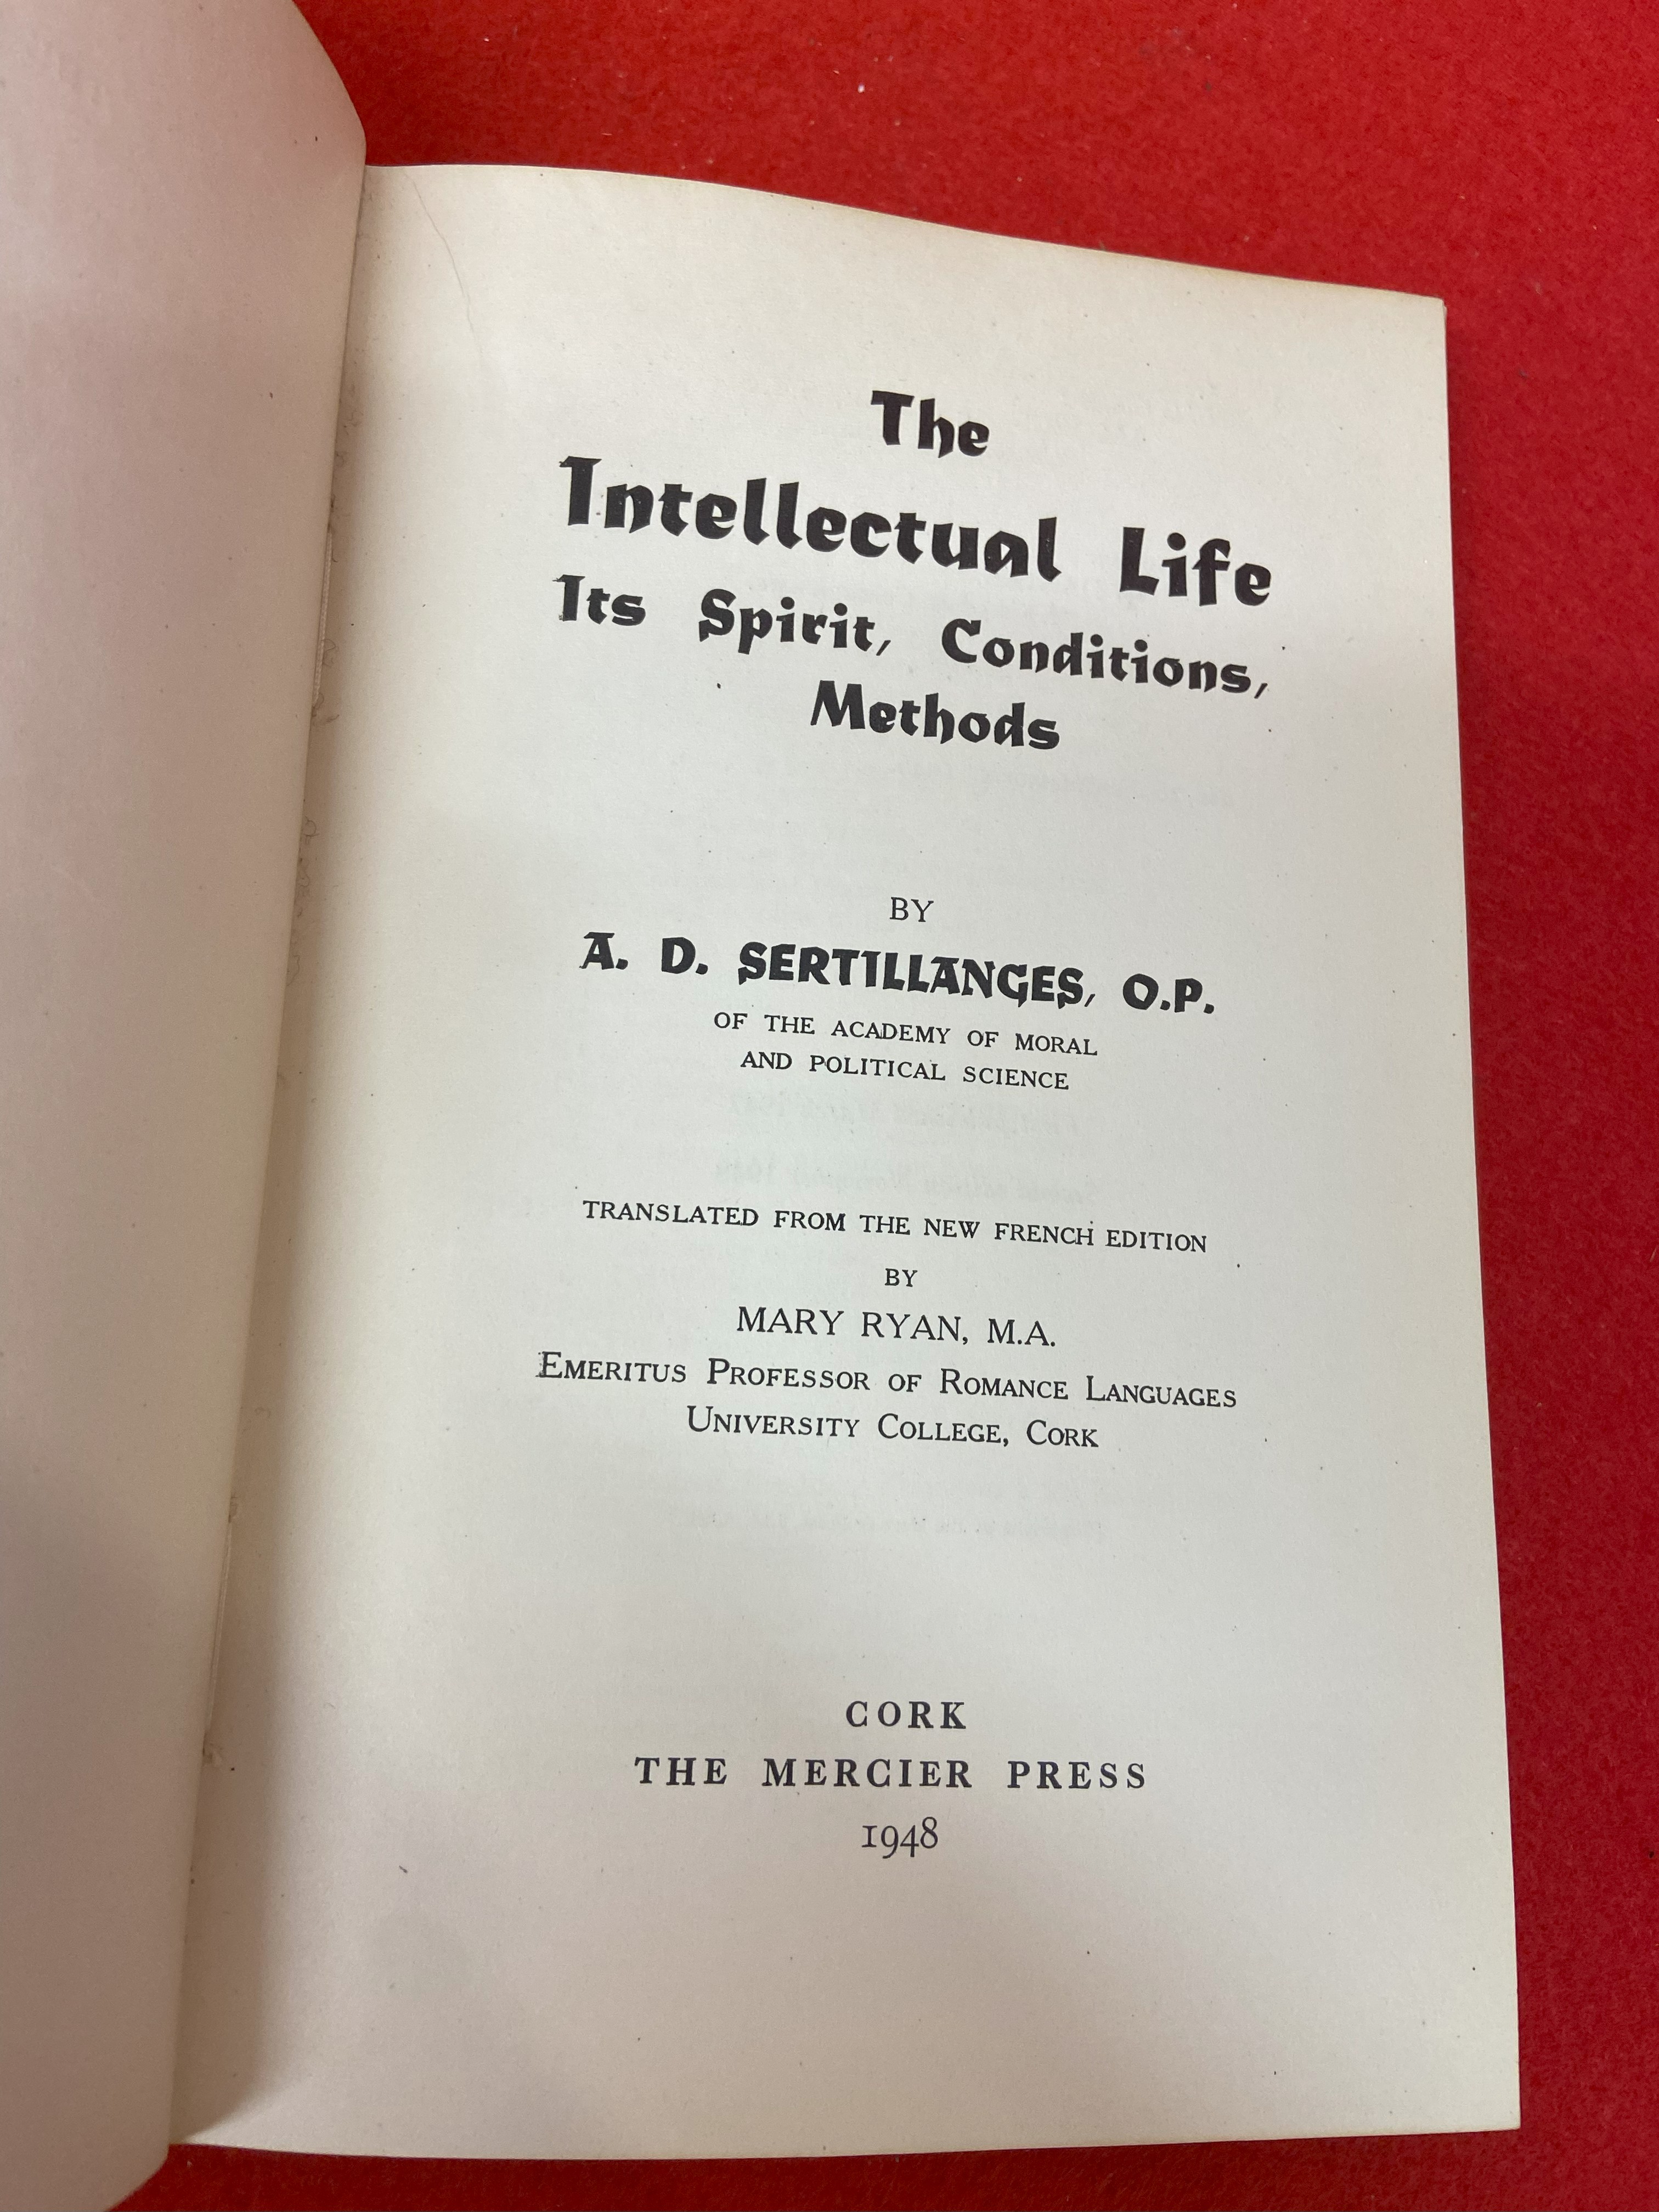 The
Intellectual Life
Its Spirit, Conditions,
Methods
BY
A. D. SERTILLANGES, O.P.
OF THE ACADEMY OF MORAL
AND POLITICAL SCIENCE
TRANSLATED FROM THE NEW FRENCH EDITION
BY
MARY RYAN, M.A.
EMERITUS PROFESSOR OF ROMANCE LANGUAGES
UNIVERSITY COLLEGE, CORK
CORK
THE MERCIER PRESS
1948